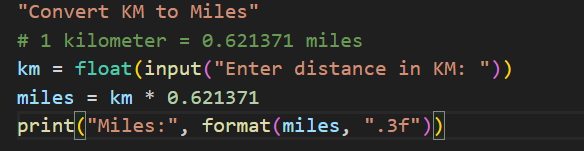 "Convert KM to Miles"
# 1 kilometer = 0.621371 miles
km = float(input("Enter distance in KM: "))
miles = km * 0.621371
print("Miles:", format(miles, ".3f"))